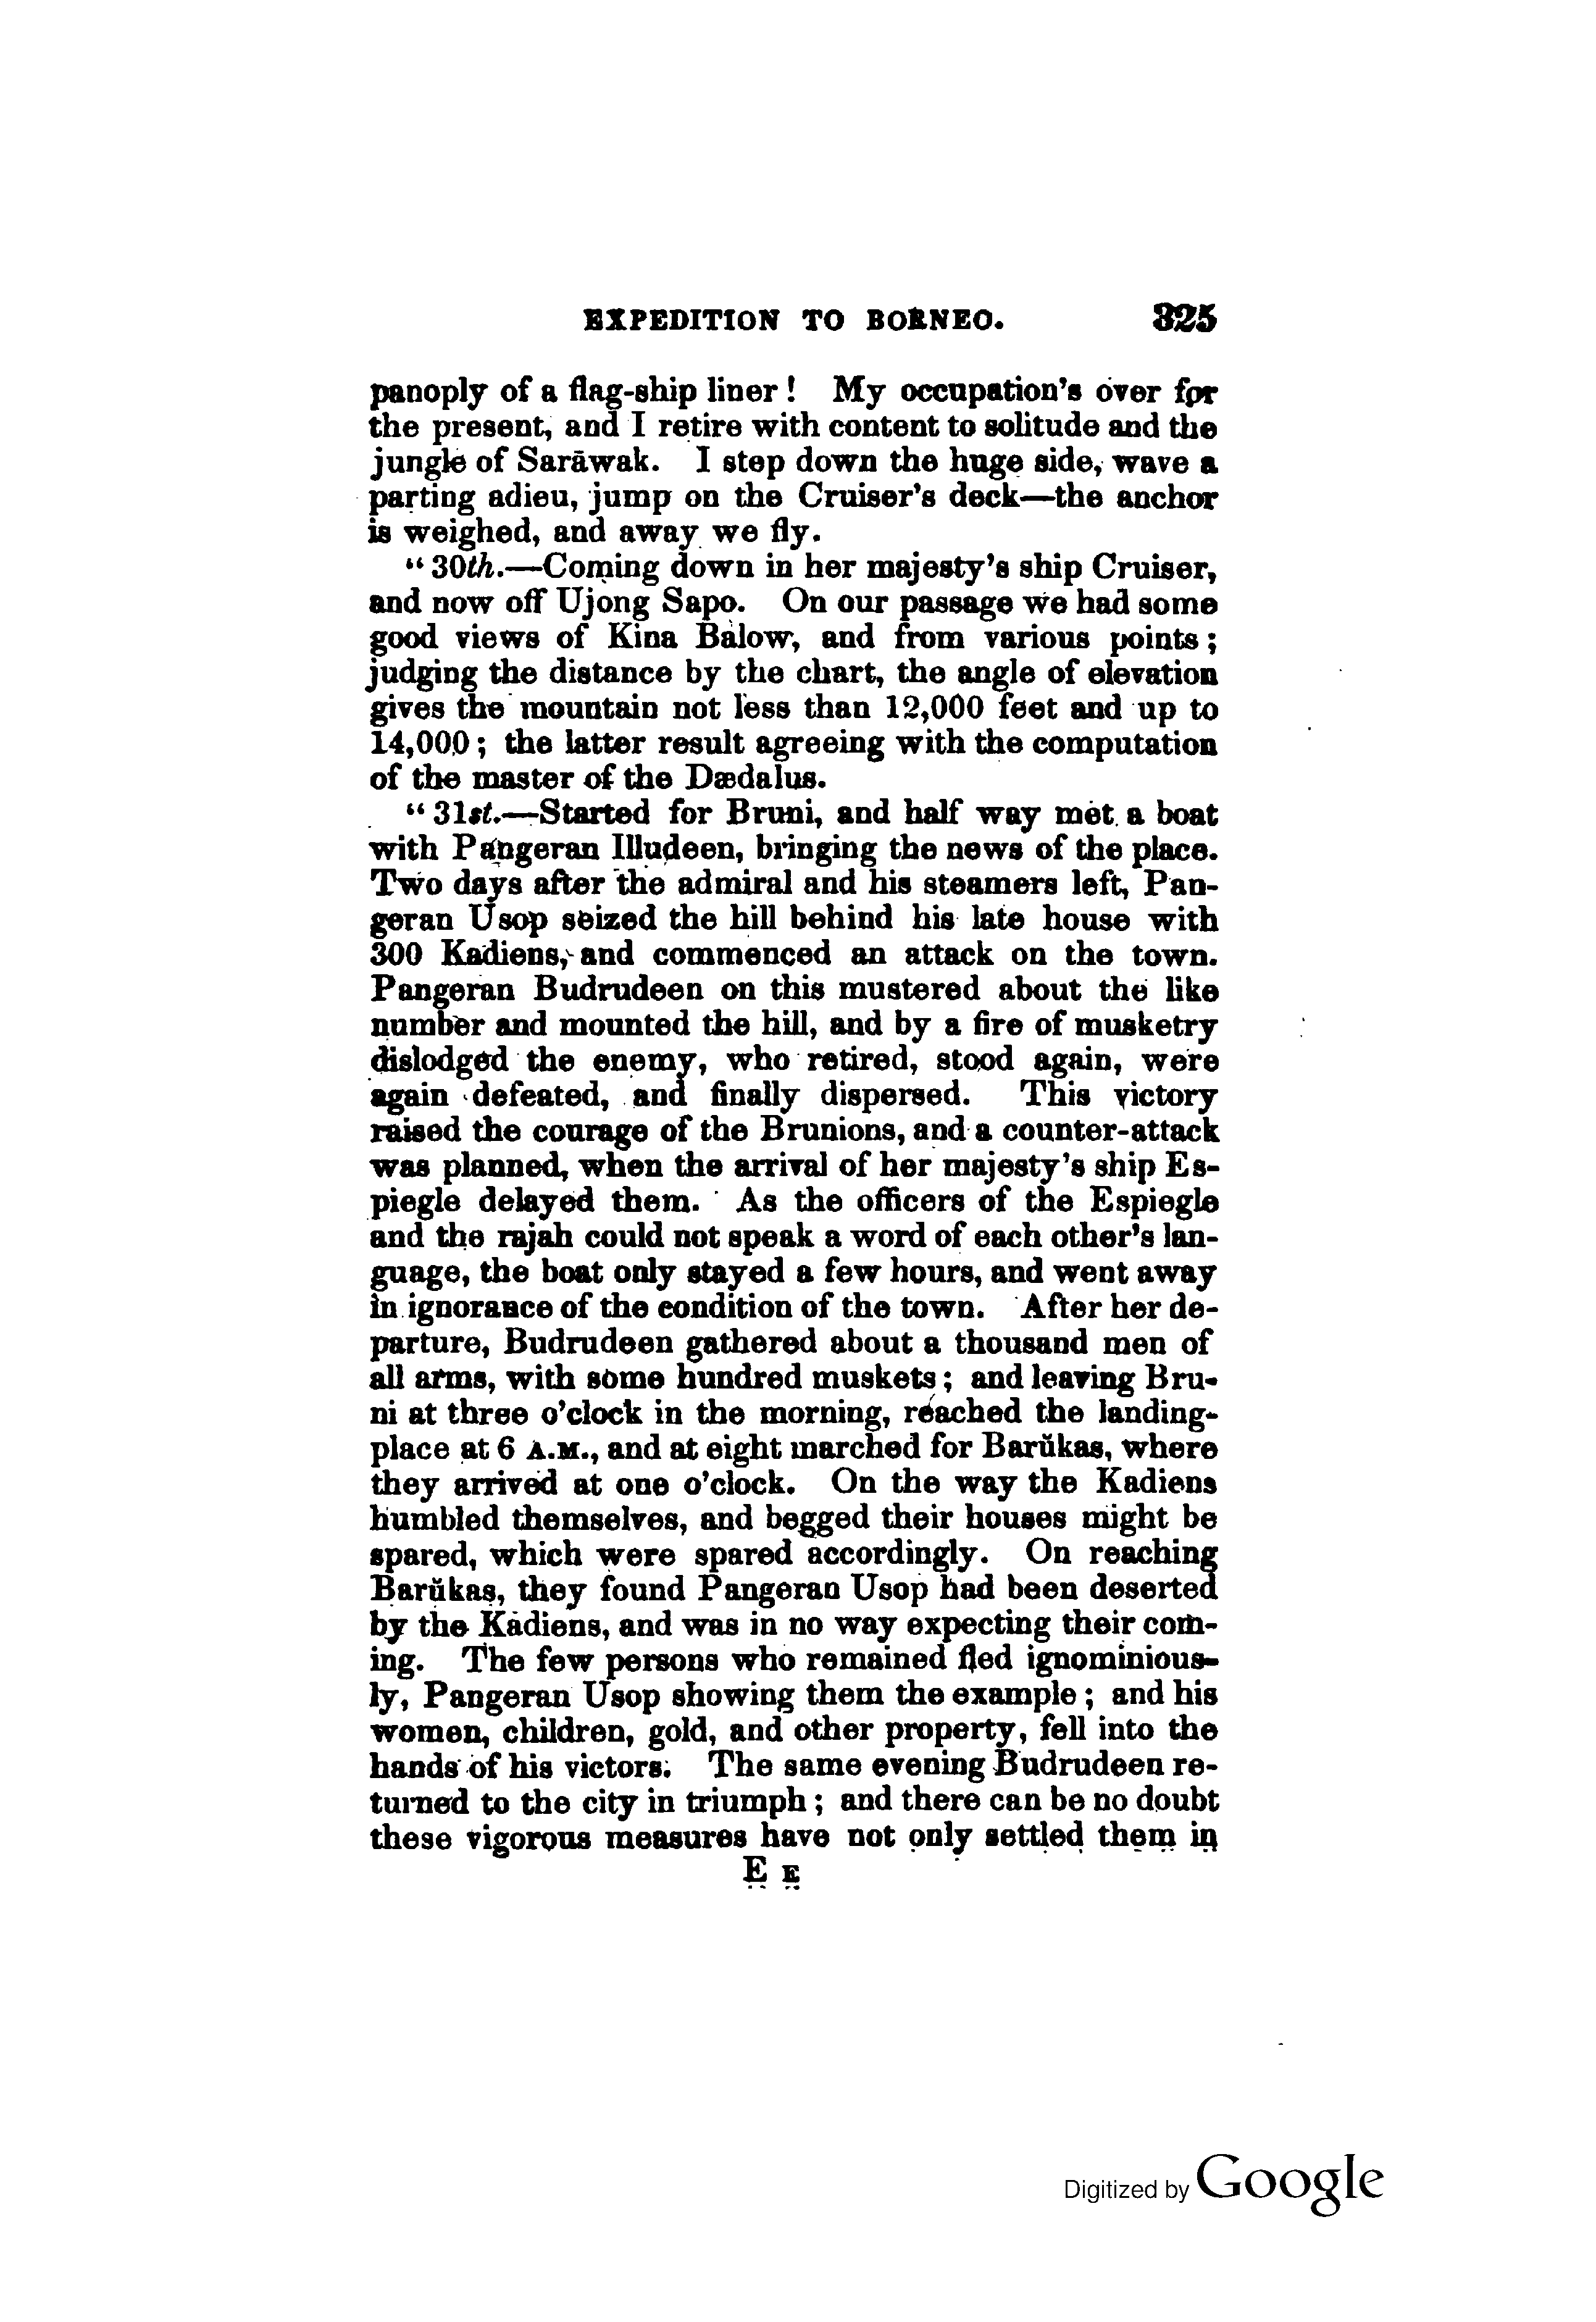 EXPEDITION TO BORNEO. 325
panoply of a flag-ship liner! My occupation's over for
the present, and I retire with content to solitude and the
jungle of Sarāwak. I step down the huge side, wave a
parting adieu, jump on the Cruiser's deck—the anchor
is weighed, and away we fly.
"30th.—Coming down in her majesty's ship Cruiser,
and now off Ujong Sapo. On our passage we had some
good views of Kina Balow, and from various points;
judging the distance by the chart, the angle of elevation
gives the mountain not less than 12,000 feet and up to
14,000; the latter result agreeing with the computation
of the master of the Dædalus.
"31st.—Started for Bruni, and half way met a boat
with Pangeran Illudeen, bringing the news of the place.
Two days after the admiral and his steamers left, Pan-
geran Usop seized the hill behind his late house with
300 Kadiens, and commenced an attack on the town.
Pangeran Budrudeen on this mustered about the like
number and mounted the hill, and by a fire of musketry
dislodged the enemy, who retired, stood again, were
again defeated, and finally dispersed. This victory
raised the courage of the Brunions, and a counter-attack
was planned, when the arrival of her majesty's ship Es-
piegle delayed them. As the officers of the Espiegle
and the rajah could not speak a word of each other's lan-
guage, the boat only stayed a few hours, and went away
in ignorance of the condition of the town. After her de-
parture, Budrudeen gathered about a thousand men of
all arms, with some hundred muskets; and leaving Bru-
ni at three o'clock in the morning, reached the landing-
place at 6 A.M., and at eight marched for Barŭkas, where
they arrived at one o'clock. On the way the Kadiens
humbled themselves, and begged their houses might be
spared, which were spared accordingly. On reaching
Barŭkas, they found Pangeran Usop had been deserted
by the Kadiens, and was in no way expecting their com-
ing. The few persons who remained fled ignominious-
ly, Pangeran Usop showing them the example; and his
women, children, gold, and other property, fell into the
hands of his victors. The same evening Budrudeen re-
turned to the city in triumph; and there can be no doubt
these vigorous measures have not only settled them in
E E
Digitized by Google